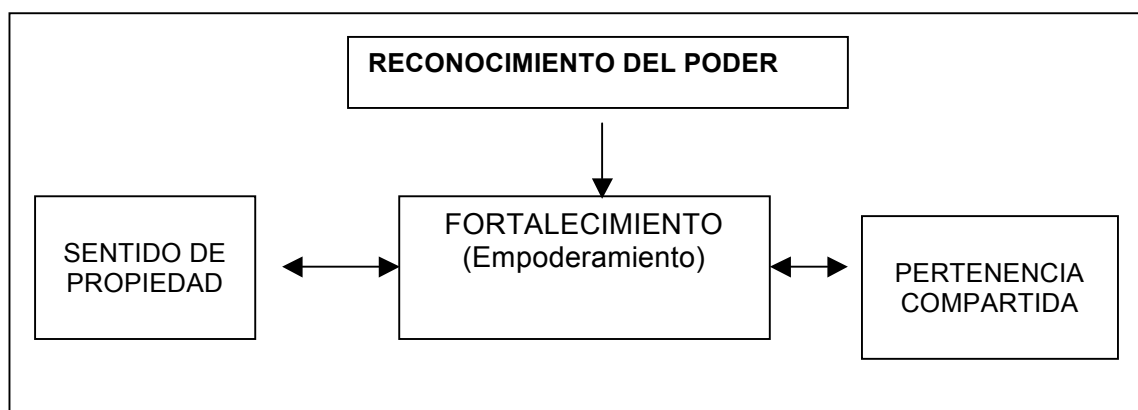 RECONOCIMIENTO DEL PODER
FORTALECIMIENTO
(Empoderamiento)
SENTIDO DE
PROPIEDAD
PERTENENCIA
COMPARTIDA